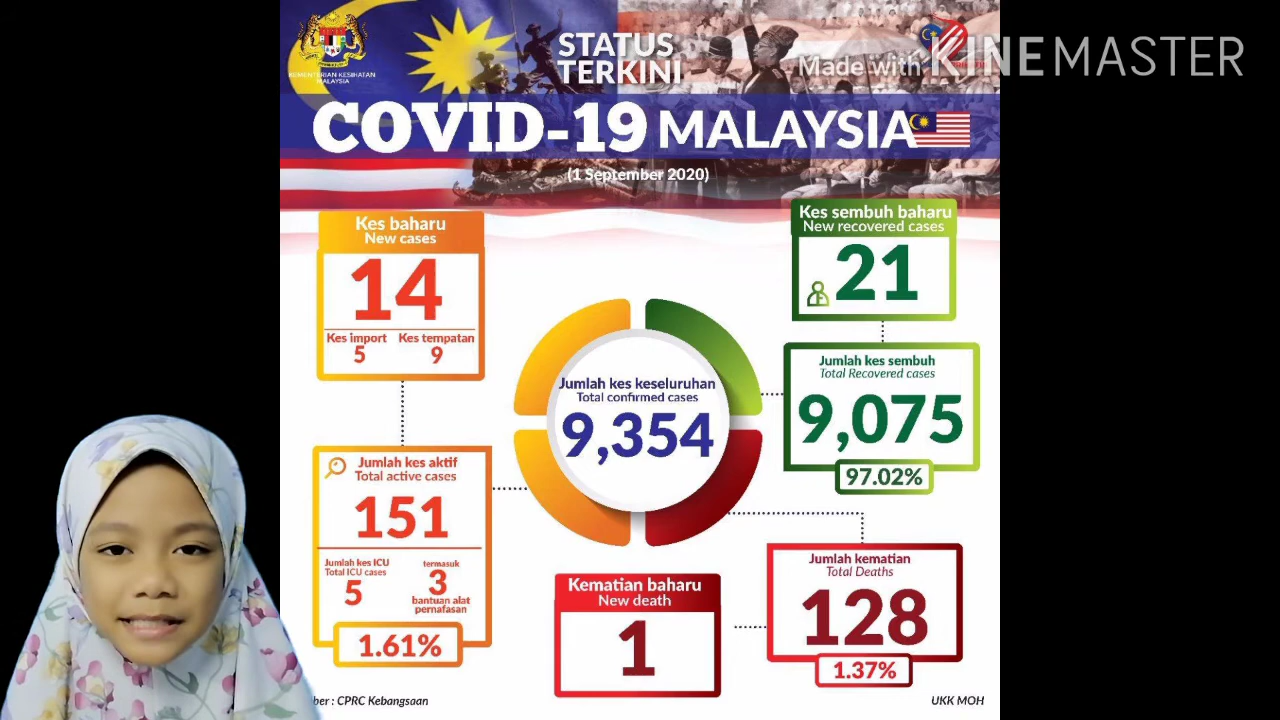 KEMENTERIAN KESIHATAN
MALAYSIA
STATUS
TERKINI
Made with KINEMASTER
COVID-19 MALAYSIA
(1 September 2020)
Kes baharu
New cases
14
Kes import
5
Kes tempatan
9
Kes sembuh baharu
New recovered cases
21
Jumlah kes keseluruhan
Total confirmed cases
9,354
Jumlah kes sembuh
Total Recovered cases
9,075
97.02%
Jumlah kes aktif
Total active cases
151
Jumlah kes ICU
Total ICU cases
5
termasuk
3
bantuan alat
pernafasan
1.61%
Kematian baharu
New death
1
Jumlah kematian
Total Deaths
128
1.37%
ber : CPRC Kebangsaan
UKK MOH